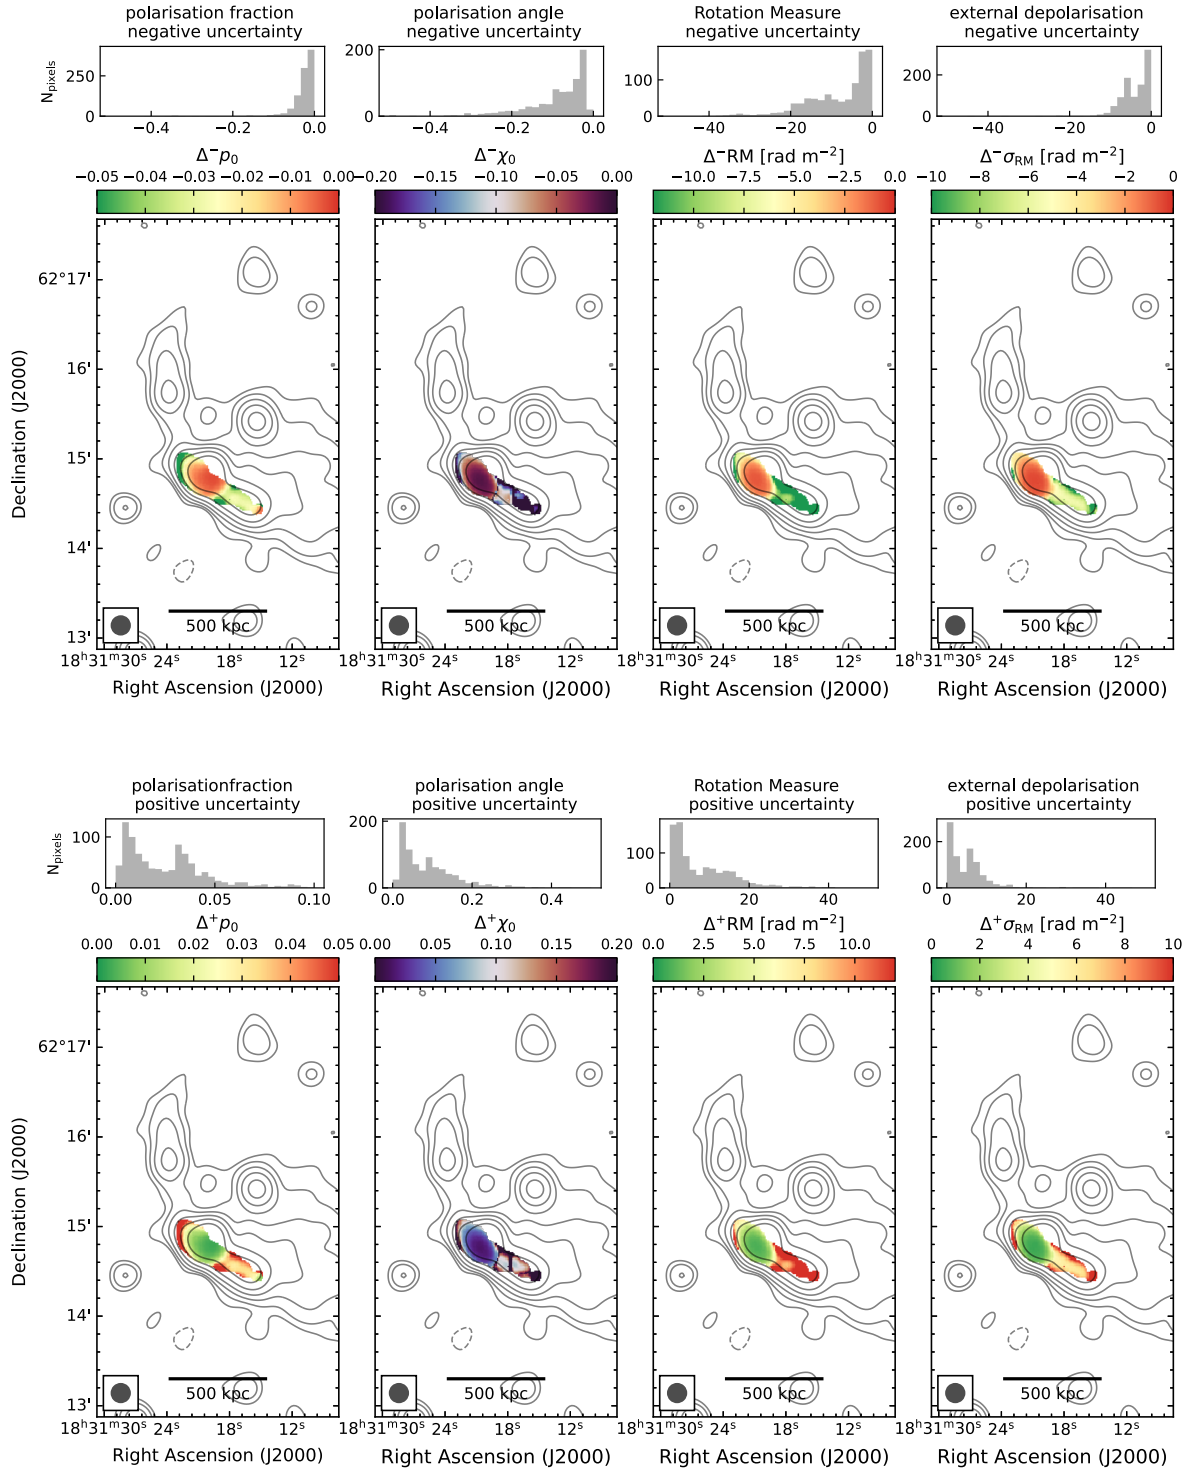 polarisation fraction
negative uncertainty
polarisation angle
negative uncertainty
Rotation Measure
negative uncertainty
external depolarisation
negative uncertainty
N_pixels
250
0
200
0
100
0
200
0
−0.4 −0.2 0.0
−0.4 −0.2 0.0
−40 −20 0
−40 −20 0
Δ⁻p₀
Δ⁻χ₀
Δ⁻RM [rad m⁻²]
Δ⁻σ_RM [rad m⁻²]
−0.05 −0.04 −0.03 −0.02 −0.01 0.00
−0.20 −0.15 −0.10 −0.05 0.00
−10.0 −7.5 −5.0 −2.5 0.0
−10 −8 −6 −4 −2 0
Declination (J2000)
62°17'
16'
15'
14'
13'
500 kpc
500 kpc
500 kpc
500 kpc
18ʰ31ᵐ30ˢ 24ˢ 18ˢ 12ˢ
18ʰ31ᵐ30ˢ 24ˢ 18ˢ 12ˢ
18ʰ31ᵐ30ˢ 24ˢ 18ˢ 12ˢ
18ʰ31ᵐ30ˢ 24ˢ 18ˢ 12ˢ
Right Ascension (J2000)
Right Ascension (J2000)
Right Ascension (J2000)
Right Ascension (J2000)
polarisationfraction
positive uncertainty
polarisation angle
positive uncertainty
Rotation Measure
positive uncertainty
external depolarisation
positive uncertainty
N_pixels
100
0
200
0
100
0
200
0
0.00 0.05 0.10
0.0 0.2 0.4
0 20 40
0 20 40
Δ⁺p₀
Δ⁺χ₀
Δ⁺RM [rad m⁻²]
Δ⁺σ_RM [rad m⁻²]
0.00 0.01 0.02 0.03 0.04 0.05
0.00 0.05 0.10 0.15 0.20
0.0 2.5 5.0 7.5 10.0
0 2 4 6 8 10
Declination (J2000)
62°17'
16'
15'
14'
13'
500 kpc
500 kpc
500 kpc
500 kpc
18ʰ31ᵐ30ˢ 24ˢ 18ˢ 12ˢ
18ʰ31ᵐ30ˢ 24ˢ 18ˢ 12ˢ
18ʰ31ᵐ30ˢ 24ˢ 18ˢ 12ˢ
18ʰ31ᵐ30ˢ 24ˢ 18ˢ 12ˢ
Right Ascension (J2000)
Right Ascension (J2000)
Right Ascension (J2000)
Right Ascension (J2000)